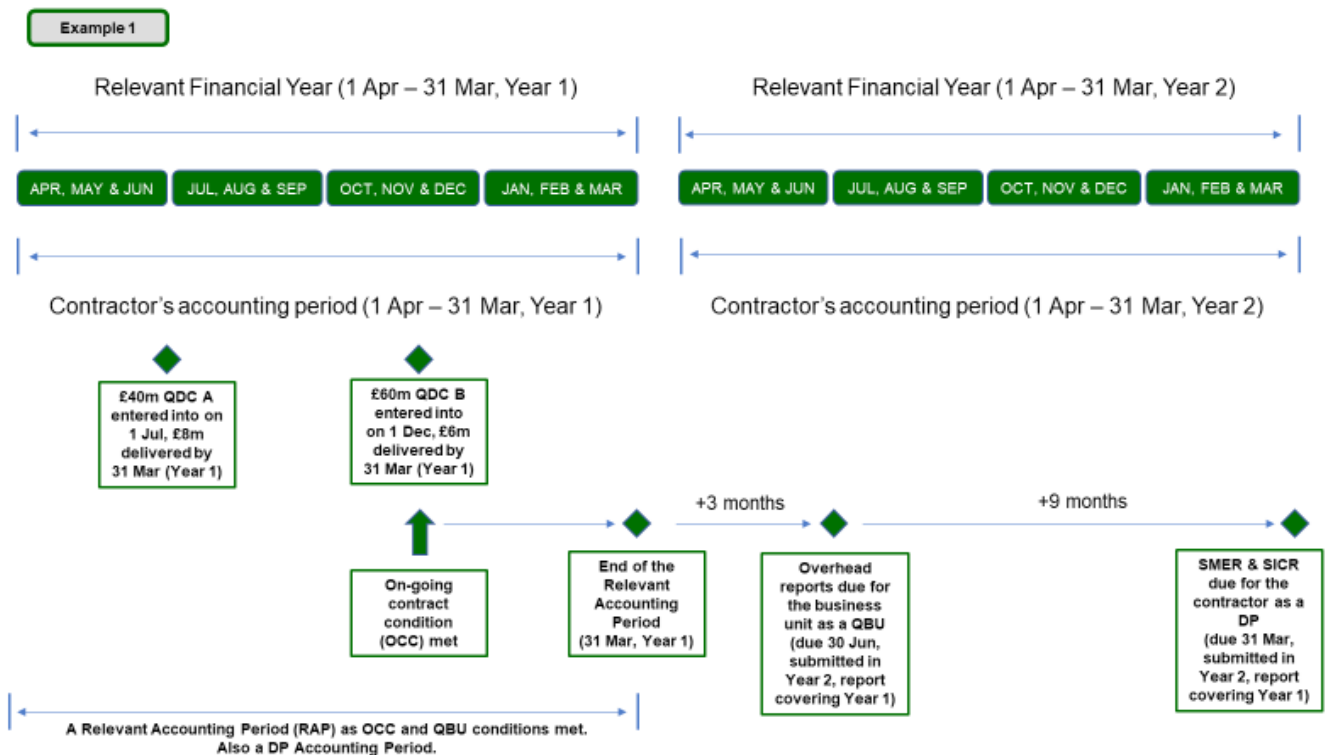 Example 1
Relevant Financial Year (1 Apr – 31 Mar, Year 1)
Relevant Financial Year (1 Apr – 31 Mar, Year 2)
APR, MAY & JUN
JUL, AUG & SEP
OCT, NOV & DEC
JAN, FEB & MAR
APR, MAY & JUN
JUL, AUG & SEP
OCT, NOV & DEC
JAN, FEB & MAR
Contractor’s accounting period (1 Apr – 31 Mar, Year 1)
Contractor’s accounting period (1 Apr – 31 Mar, Year 2)
£40m QDC A
entered into on
1 Jul, £8m
delivered by
31 Mar (Year 1)
£60m QDC B
entered into
on 1 Dec, £6m
delivered by
31 Mar (Year 1)
+3 months
+9 months
On-going
contract
condition
(OCC) met
End of the
Relevant
Accounting
Period
(31 Mar, Year 1)
Overhead
reports due for
the business
unit as a QBU
(due 30 Jun,
submitted in
Year 2, report
covering Year 1)
SMER & SICR
due for the
contractor as a
DP
(due 31 Mar,
submitted in
Year 2, report
covering Year 1)
A Relevant Accounting Period (RAP) as OCC and QBU conditions met.
Also a DP Accounting Period.